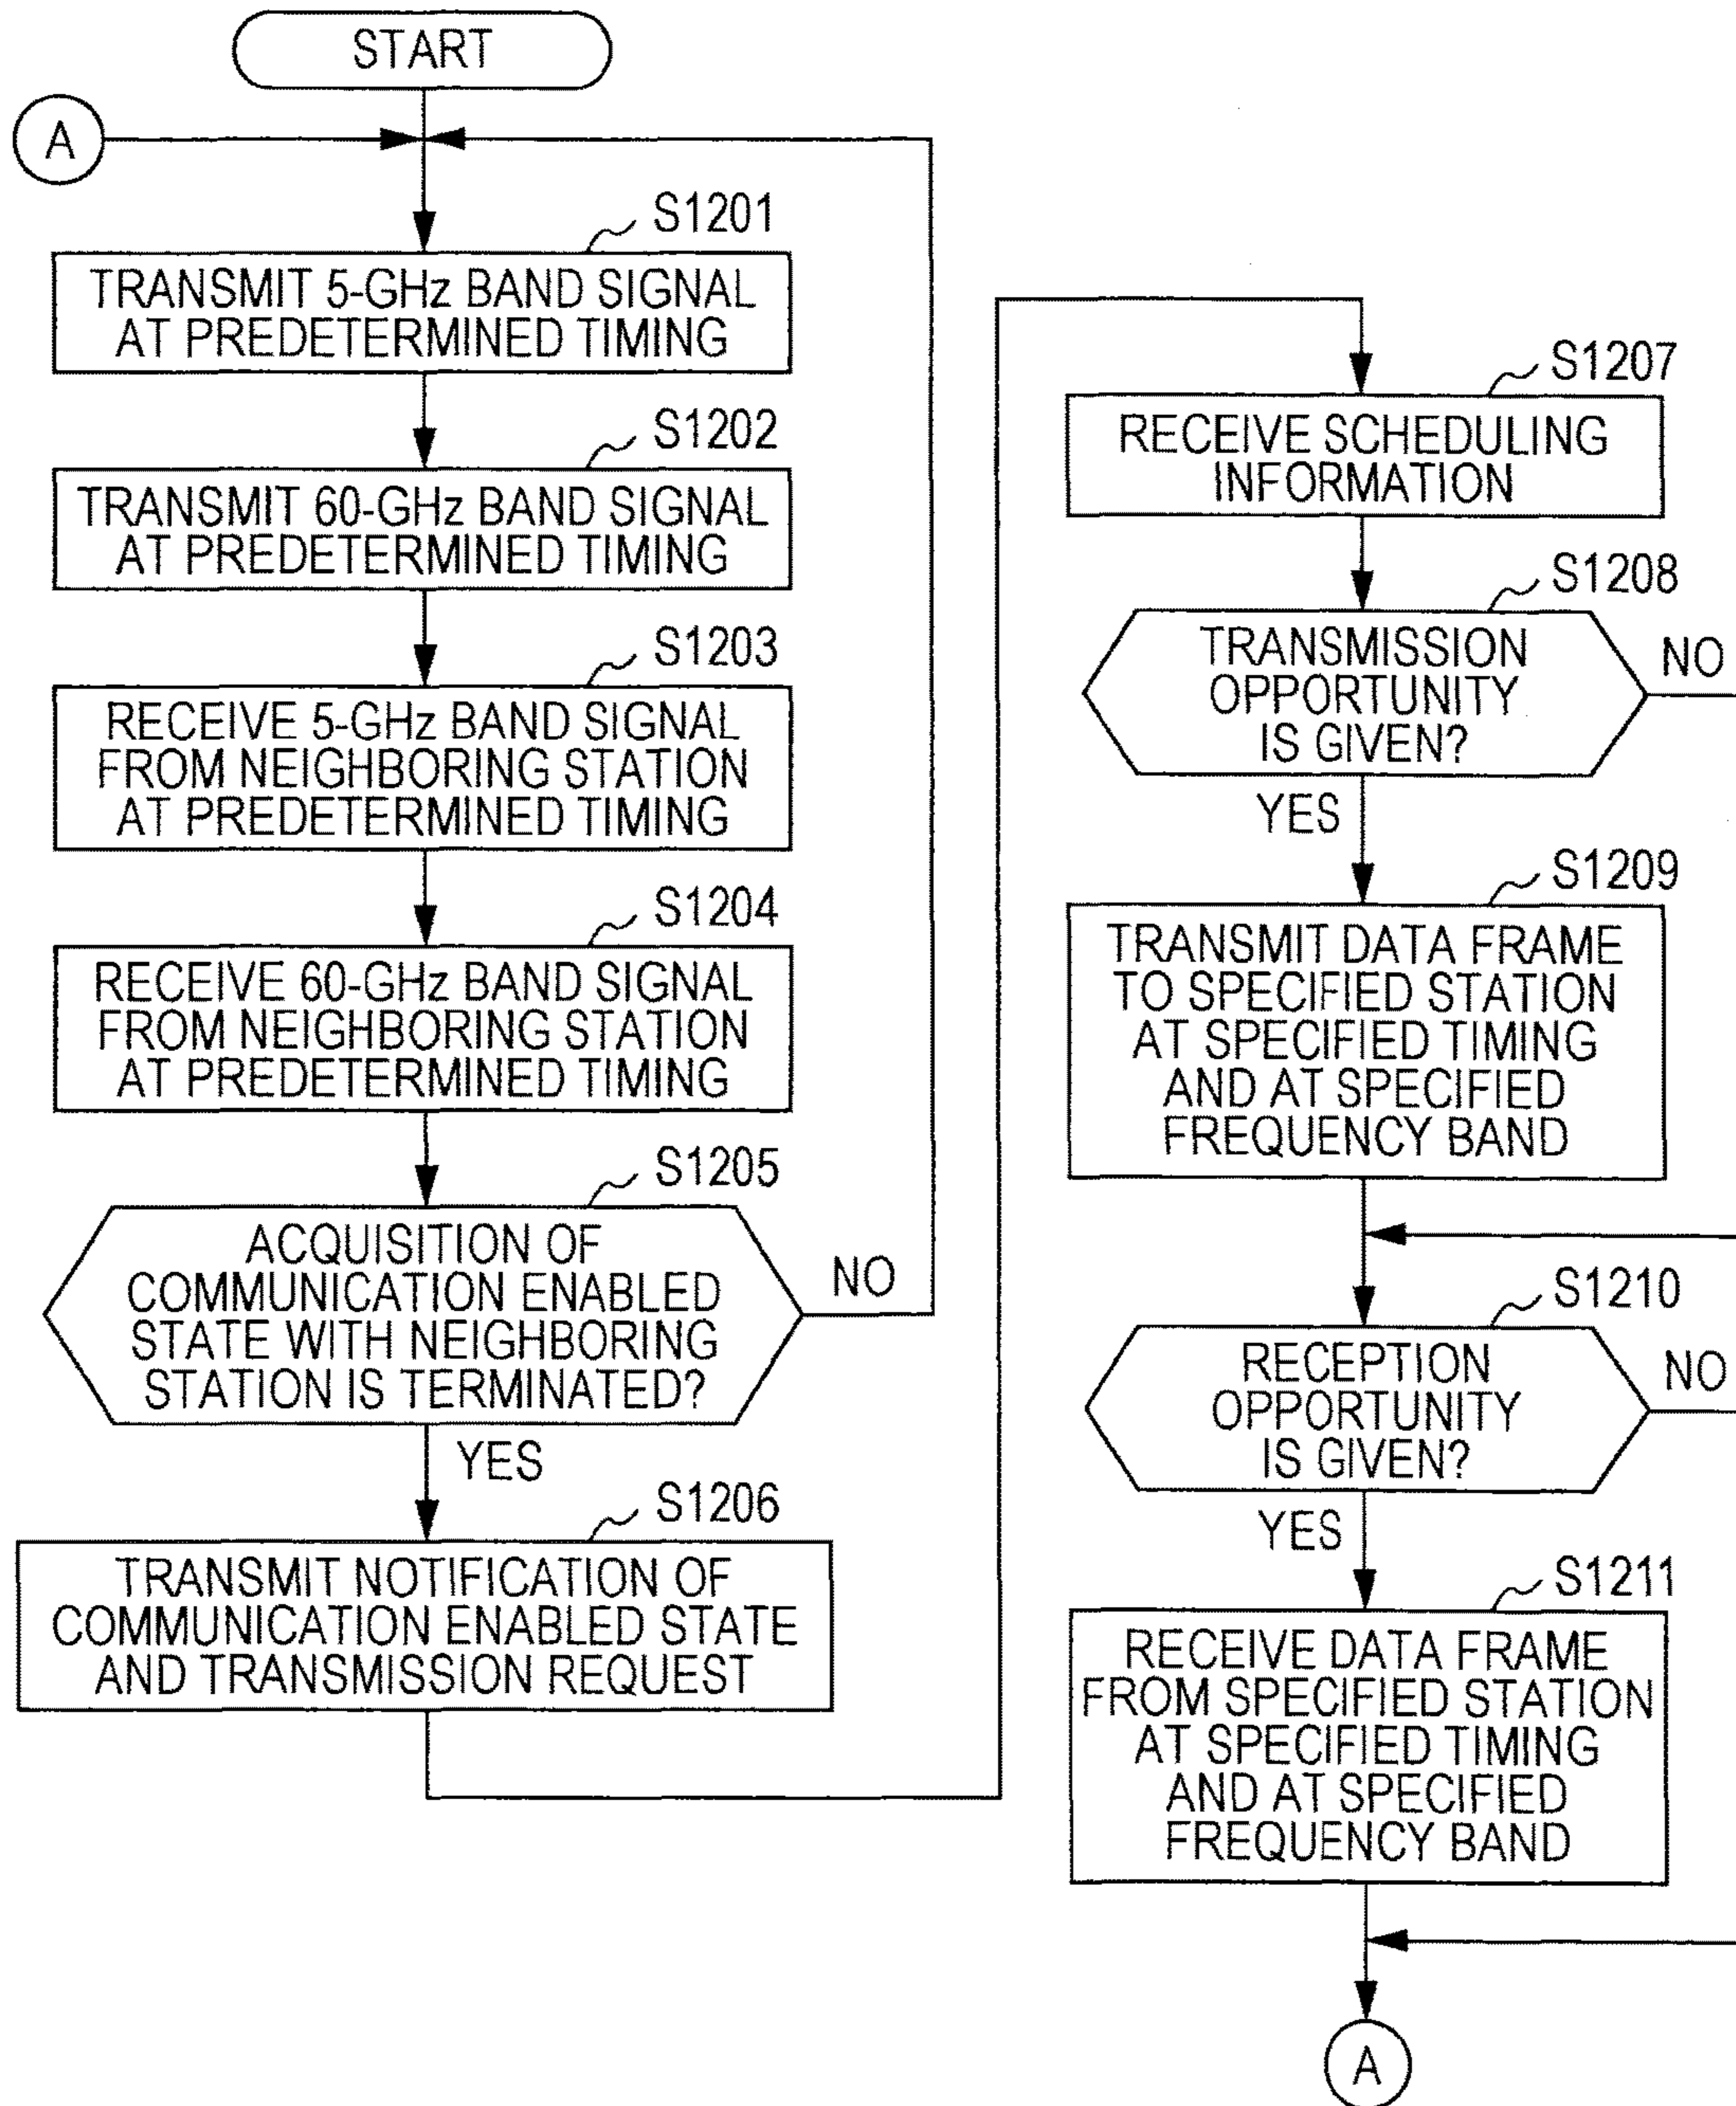 START
A
S1201
TRANSMIT 5-GHz BAND SIGNAL
AT PREDETERMINED TIMING
S1202
TRANSMIT 60-GHz BAND SIGNAL
AT PREDETERMINED TIMING
S1203
RECEIVE 5-GHz BAND SIGNAL
FROM NEIGHBORING STATION
AT PREDETERMINED TIMING
S1204
RECEIVE 60-GHz BAND SIGNAL
FROM NEIGHBORING STATION
AT PREDETERMINED TIMING
S1205
ACQUISITION OF
COMMUNICATION ENABLED
STATE WITH NEIGHBORING
STATION IS TERMINATED?
NO
YES
S1206
TRANSMIT NOTIFICATION OF
COMMUNICATION ENABLED STATE
AND TRANSMISSION REQUEST
S1207
RECEIVE SCHEDULING
INFORMATION
S1208
TRANSMISSION
OPPORTUNITY
IS GIVEN?
NO
YES
S1209
TRANSMIT DATA FRAME
TO SPECIFIED STATION
AT SPECIFIED TIMING
AND AT SPECIFIED
FREQUENCY BAND
S1210
RECEPTION
OPPORTUNITY
IS GIVEN?
NO
YES
S1211
RECEIVE DATA FRAME
FROM SPECIFIED STATION
AT SPECIFIED TIMING
AND AT SPECIFIED
FREQUENCY BAND
A